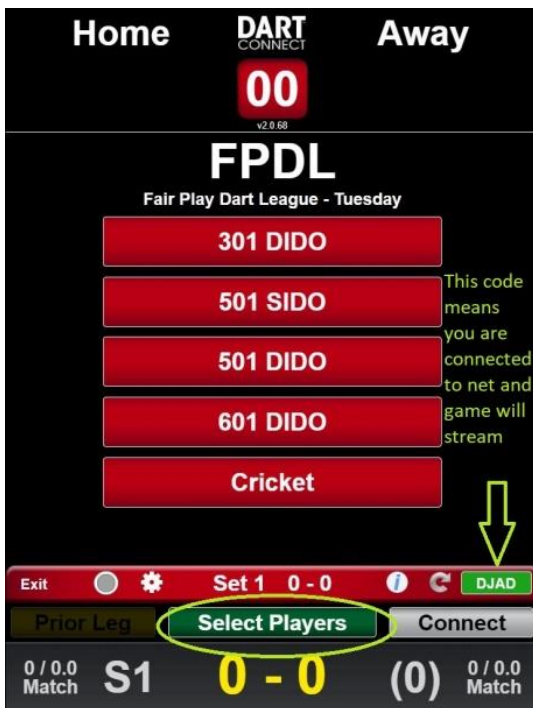 Home
DART
CONNECT
Away
00
v2.0.68
FPDL
Fair Play Dart League - Tuesday
301 DIDO
501 SIDO
501 DIDO
601 DIDO
Cricket
This code
means
you are
connected
to net and
game will
stream
Exit
Set 1 0 - 0
i
DJAD
Prior Leg
Select Players
Connect
0 / 0.0
Match
S1
0 - 0
(0)
0 / 0.0
Match